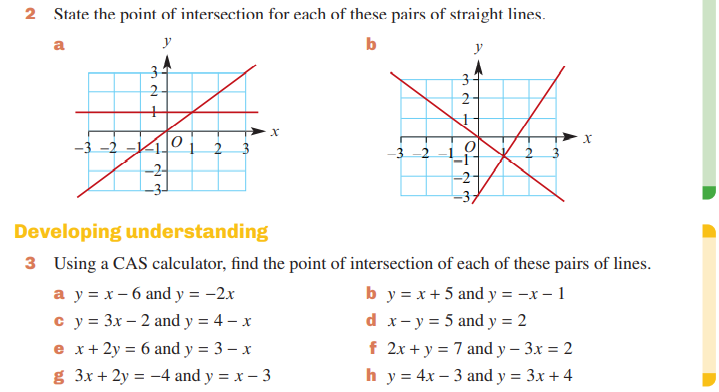 2 State the point of intersection for each of these pairs of straight lines.
a b
y y
3 3
2 2
1 1
x x
–3 –2 –1 O 1 2 3 –3 –2 –1 O 1 2 3
–1 –1
–2 –2
–3 –3
Developing understanding
3 Using a CAS calculator, find the point of intersection of each of these pairs of lines.
a y = x – 6 and y = –2x b y = x + 5 and y = –x – 1
c y = 3x – 2 and y = 4 – x d x – y = 5 and y = 2
e x + 2y = 6 and y = 3 – x f 2x + y = 7 and y – 3x = 2
g 3x + 2y = –4 and y = x – 3 h y = 4x – 3 and y = 3x + 4